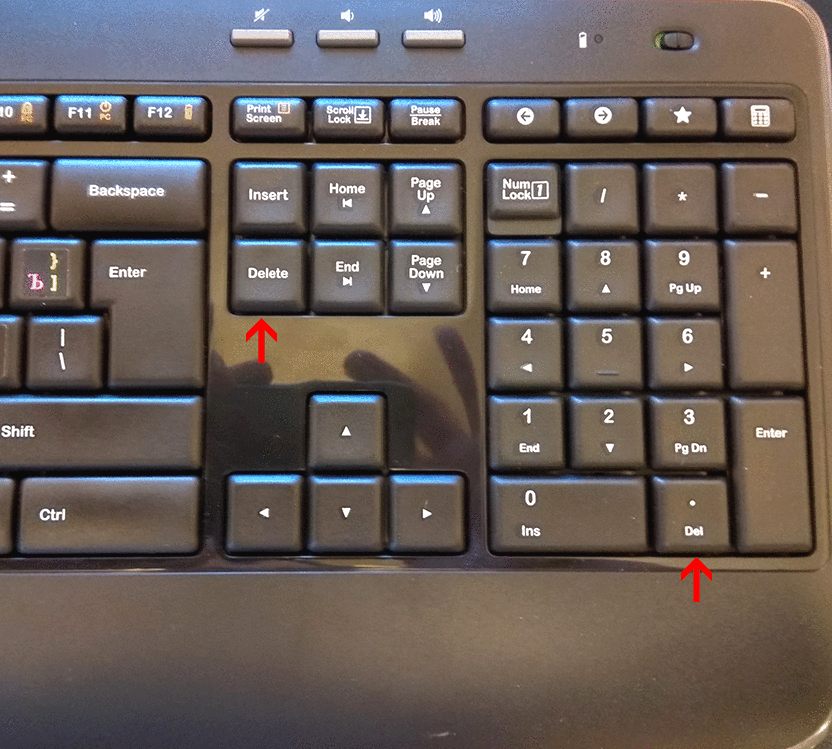 F11 PC
F12
Print
Screen
Scroll
Lock
Pause
Break
+
=
Backspace
Insert
Home
Page
Up
Num
Lock 1
/
*
-
}
Ъ ]
Enter
Delete
End
Page
Down
7
Home
8
9
Pg Up
+
|
\
4
5
6
Shift
1
End
2
3
Pg Dn
Enter
Ctrl
0
Ins
.
Del